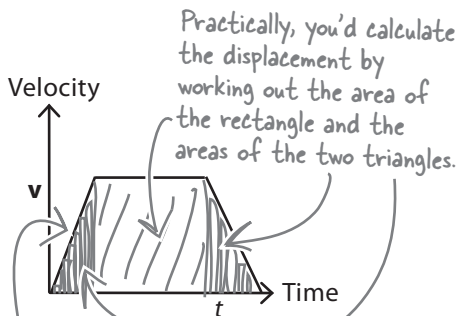 Practically, you'd calculate
the displacement by
working out the area of
the rectangle and the
areas of the two triangles.
Velocity
v
t
Time